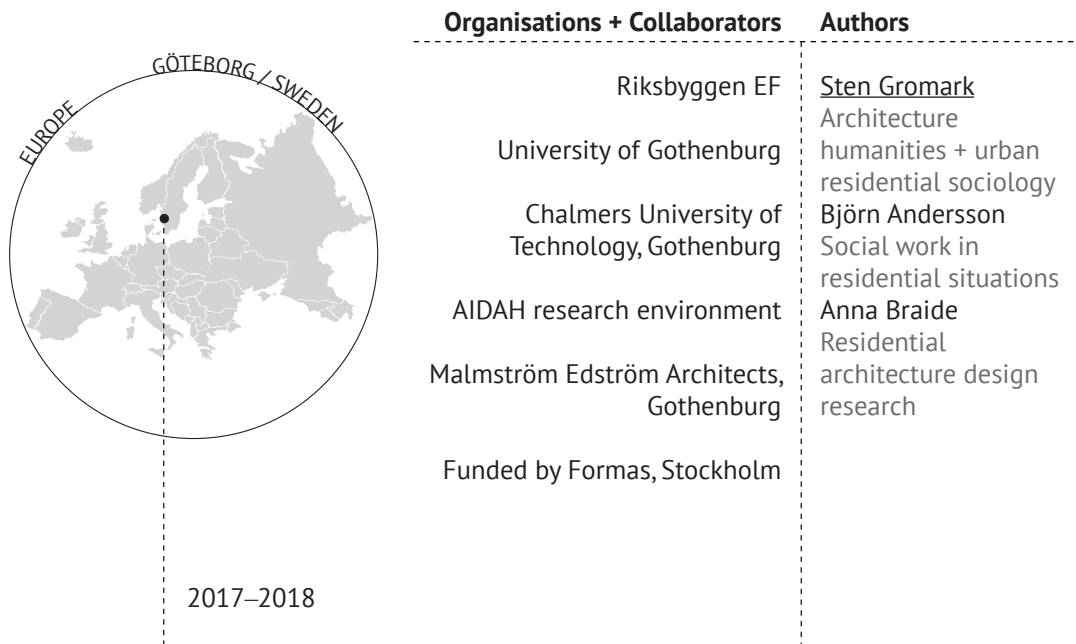 EUROPE
GÖTEBORG / SWEDEN
2017–2018
Organisations + Collaborators
Riksbyggen EF
University of Gothenburg
Chalmers University of
Technology, Gothenburg
AIDAH research environment
Malmström Edström Architects,
Gothenburg
Funded by Formas, Stockholm
Authors
Sten Gromark
Architecture
humanities + urban
residential sociology
Björn Andersson
Social work in
residential situations
Anna Braide
Residential
architecture design
research